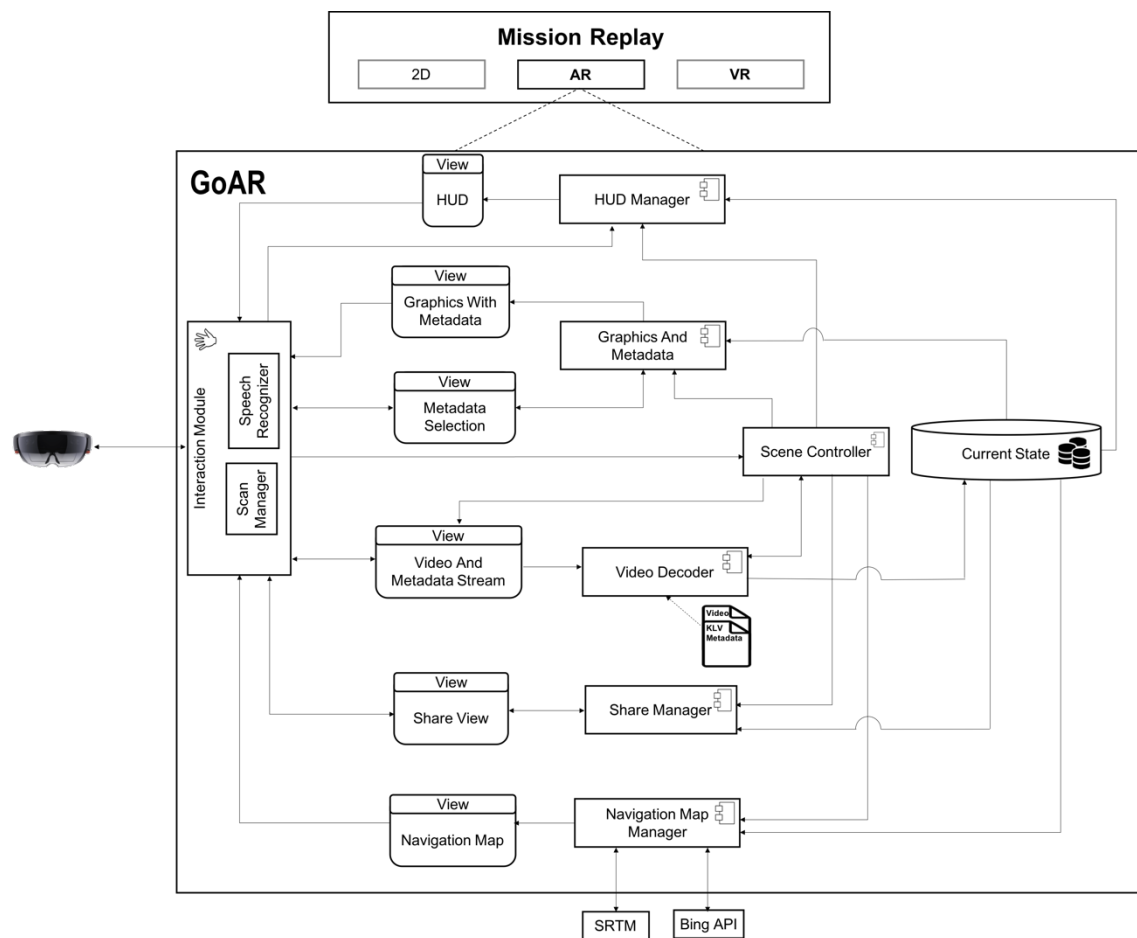 Mission Replay
2D
AR
VR
GoAR
View
HUD
HUD Manager
View
Graphics With
Metadata
Graphics And
Metadata
View
Metadata
Selection
Interaction Module
Speech
Recognizer
Scan
Manager
Scene Controller
Current State
View
Video And
Metadata Stream
Video Decoder
Video
KLV
Metadata
View
Share View
Share Manager
View
Navigation Map
Navigation Map
Manager
SRTM
Bing API